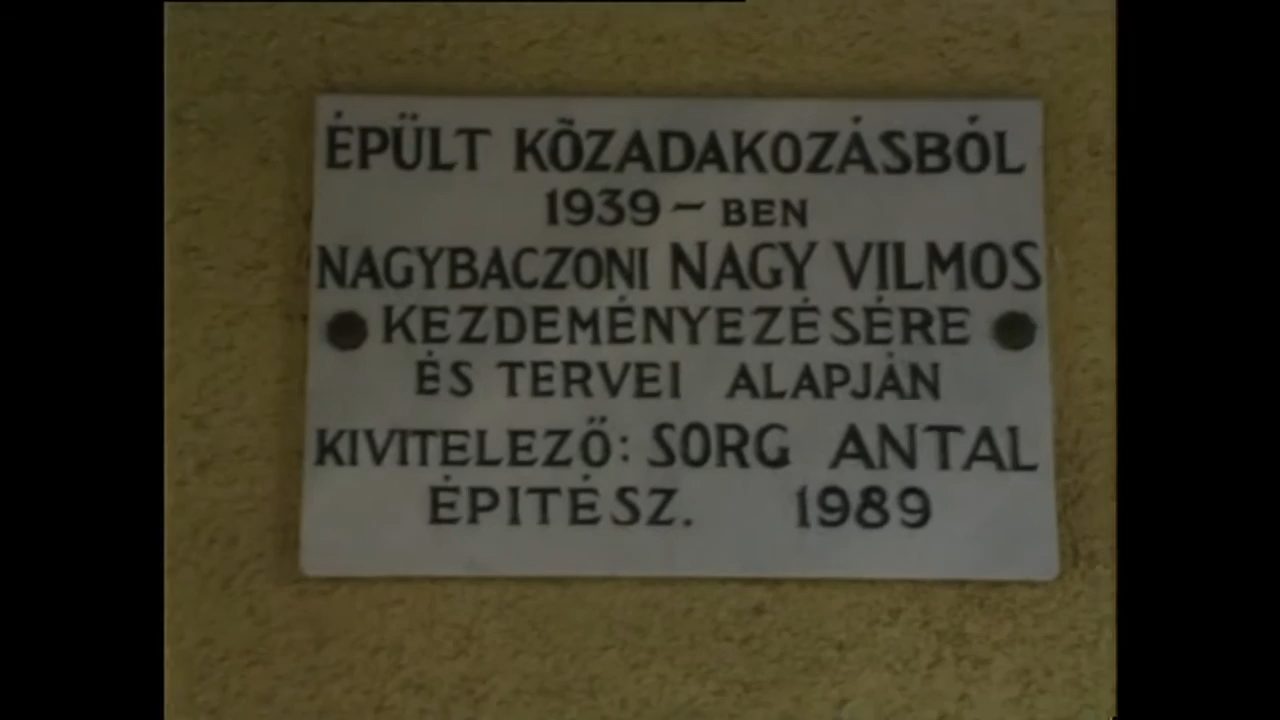 ÉPÜLT KÖZADAKOZÁSBÓL
1939 - BEN
NAGYBACZONI NAGY VILMOS
KEZDEMÉNYEZÉSÉRE
ÉS TERVEI ALAPJÁN
KIVITELEZŐ: SORG ANTAL
ÉPITÉSZ. 1989